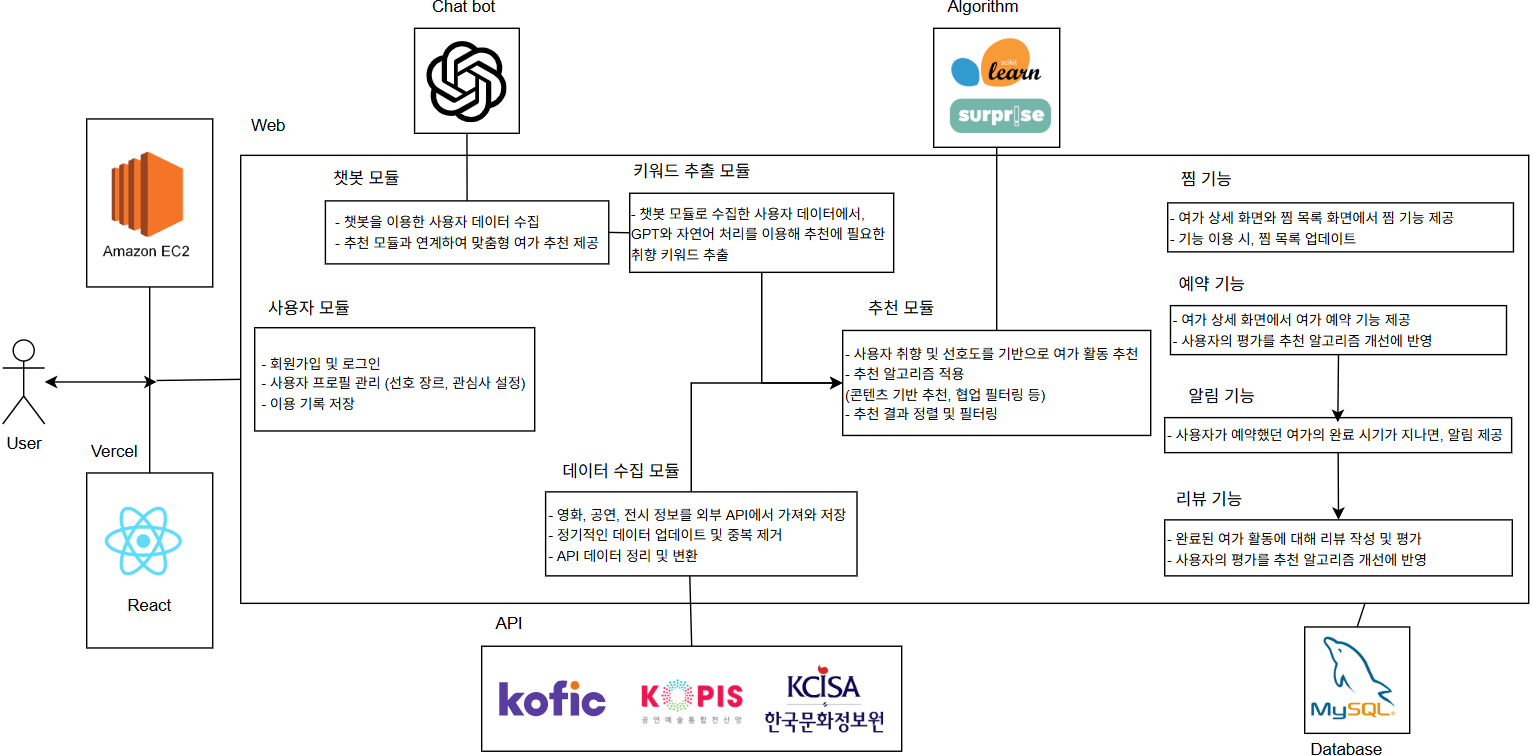 Chat bot
Algorithm
scikit
learn
surpr!se
Web
Amazon EC2
챗봇 모듈
- 챗봇을 이용한 사용자 데이터 수집
- 추천 모듈과 연계하여 맞춤형 여가 추천 제공
키워드 추출 모듈
- 챗봇 모듈로 수집한 사용자 데이터에서,
GPT와 자연어 처리를 이용해 추천에 필요한
취향 키워드 추출
찜 기능
- 여가 상세 화면와 찜 목록 화면에서 찜 기능 제공
- 기능 이용 시, 찜 목록 업데이트
사용자 모듈
- 회원가입 및 로그인
- 사용자 프로필 관리 (선호 장르, 관심사 설정)
- 이용 기록 저장
추천 모듈
- 사용자 취향 및 선호도를 기반으로 여가 활동 추천
- 추천 알고리즘 적용
(콘텐츠 기반 추천, 협업 필터링 등)
- 추천 결과 정렬 및 필터링
예약 기능
- 여가 상세 화면에서 여가 예약 기능 제공
- 사용자의 평가를 추천 알고리즘 개선에 반영
알림 기능
- 사용자가 예약했던 여가의 완료 시기가 지나면, 알림 제공
User
Vercel
React
데이터 수집 모듈
- 영화, 공연, 전시 정보를 외부 API에서 가져와 저장
- 정기적인 데이터 업데이트 및 중복 제거
- API 데이터 정리 및 변환
리뷰 기능
- 완료된 여가 활동에 대해 리뷰 작성 및 평가
- 사용자의 평가를 추천 알고리즘 개선에 반영
API
kofic
KOPIS
공연예술통합전산망
KCISA
한국문화정보원
MySQL
Database